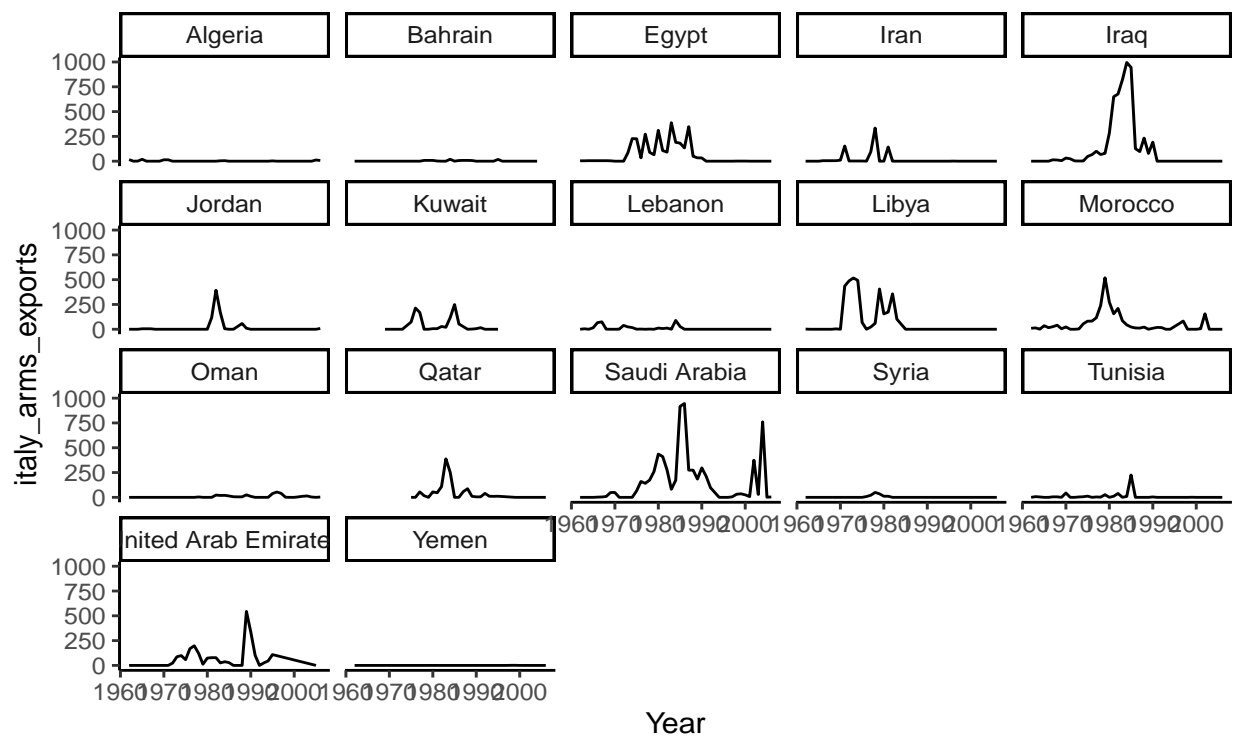 Algeria Bahrain Egypt Iran Iraq
1000
750
500
250
0
Jordan Kuwait Lebanon Libya Morocco
1000
750
500
250
0
Oman Qatar Saudi Arabia Syria Tunisia
1000
750
500
250
0
1960 1970 1980 1990 2000 1960 1970 1980 1990 2000 1960 1970 1980 1990 2000
nited Arab Emirate Yemen
1000
750
500
250
0
1960 1970 1980 1990 2000 1960 1970 1980 1990 2000
Year
italy_arms_exports